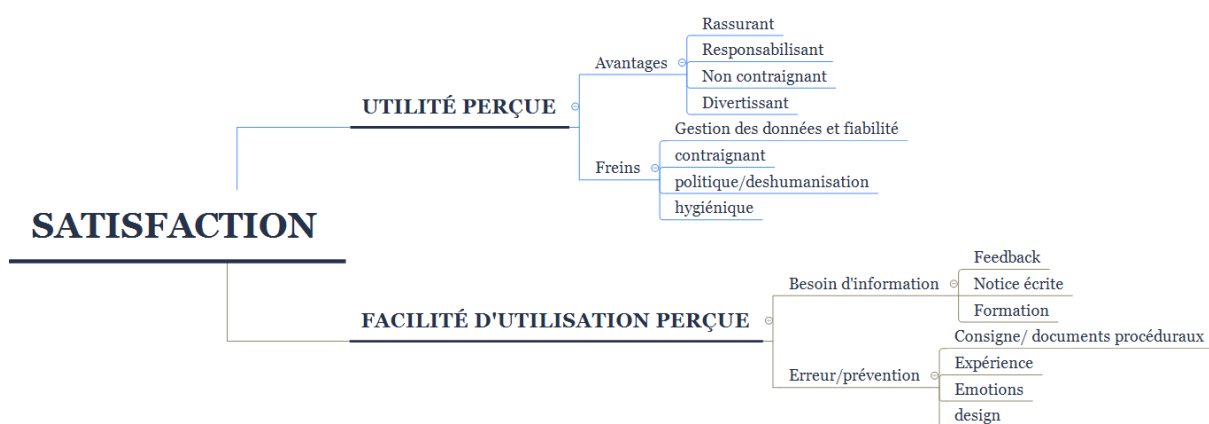 SATISFACTION
UTILITÉ PERÇUE
Avantages
Rassurant
Responsabilisant
Non contraignant
Divertissant
Freins
Gestion des données et fiabilité
contraignant
politique/deshumanisation
hygiénique
FACILITÉ D'UTILISATION PERÇUE
Besoin d'information
Feedback
Notice écrite
Formation
Erreur/prévention
Consigne/ documents procéduraux
Expérience
Emotions
design